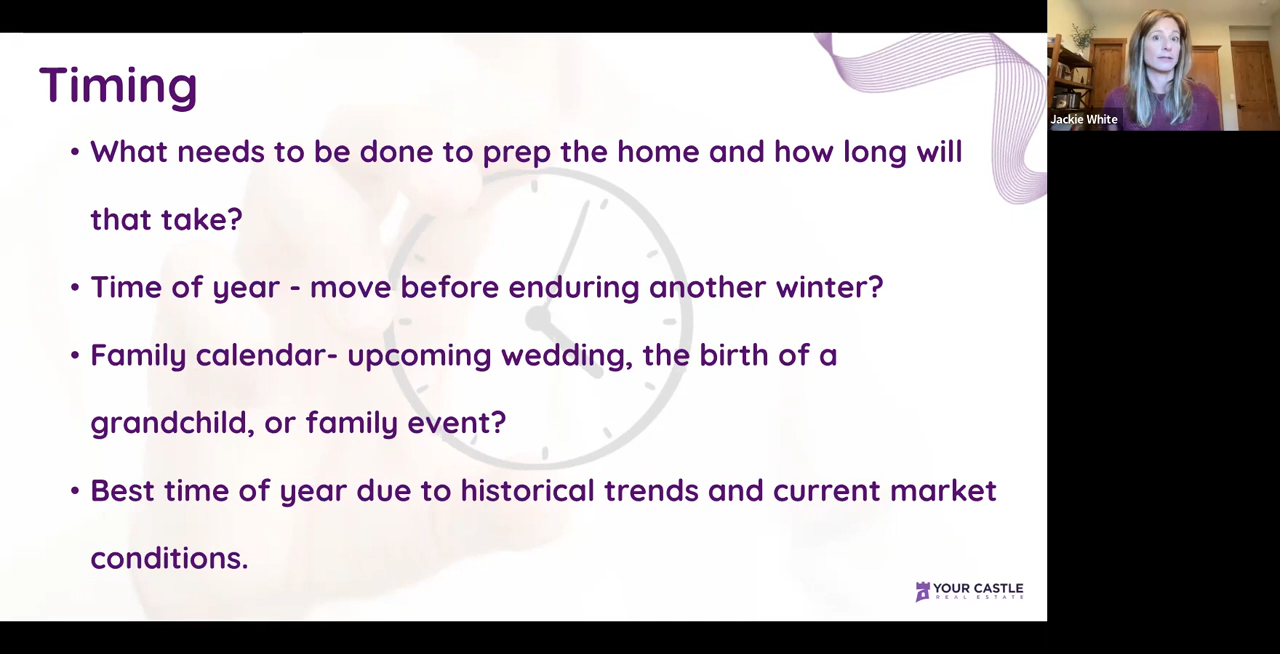 Timing
• What needs to be done to prep the home and how long will
that take?
• Time of year - move before enduring another winter?
• Family calendar- upcoming wedding, the birth of a
grandchild, or family event?
• Best time of year due to historical trends and current market
conditions.
YOUR CASTLE
REAL ESTATE
Jackie White